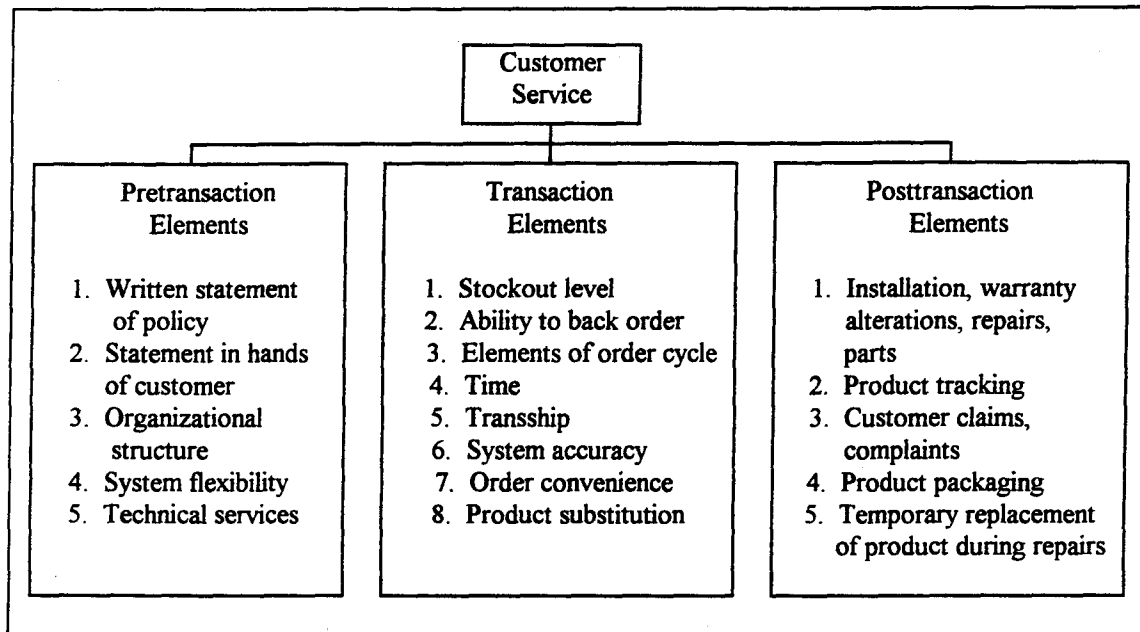 Customer
Service
Pretransaction
Elements
1. Written statement
of policy
2. Statement in hands
of customer
3. Organizational
structure
4. System flexibility
5. Technical services
Transaction
Elements
1. Stockout level
2. Ability to back order
3. Elements of order cycle
4. Time
5. Transship
6. System accuracy
7. Order convenience
8. Product substitution
Posttransaction
Elements
1. Installation, warranty
alterations, repairs,
parts
2. Product tracking
3. Customer claims,
complaints
4. Product packaging
5. Temporary replacement
of product during repairs